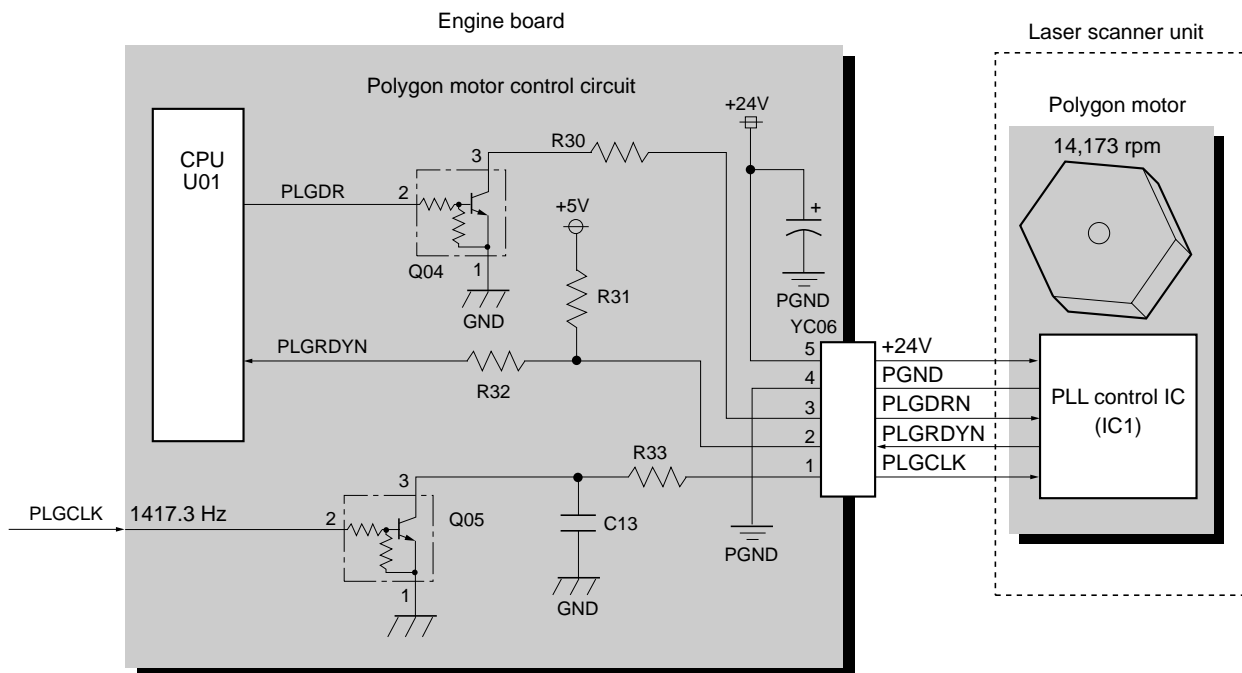 Engine board
Laser scanner unit
Polygon motor control circuit
Polygon motor
14,173 rpm
CPU
U01
PLGDR
2
3
1
Q04
GND
R30
+5V
R31
+24V
+
PGND
YC06
PLGRDYN
R32
5
4
3
2
1
+24V
PGND
PLGDRN
PLGRDYN
PLGCLK
PLL control IC
(IC1)
PLGCLK
1417.3 Hz
2
3
1
Q05
R33
C13
GND
PGND